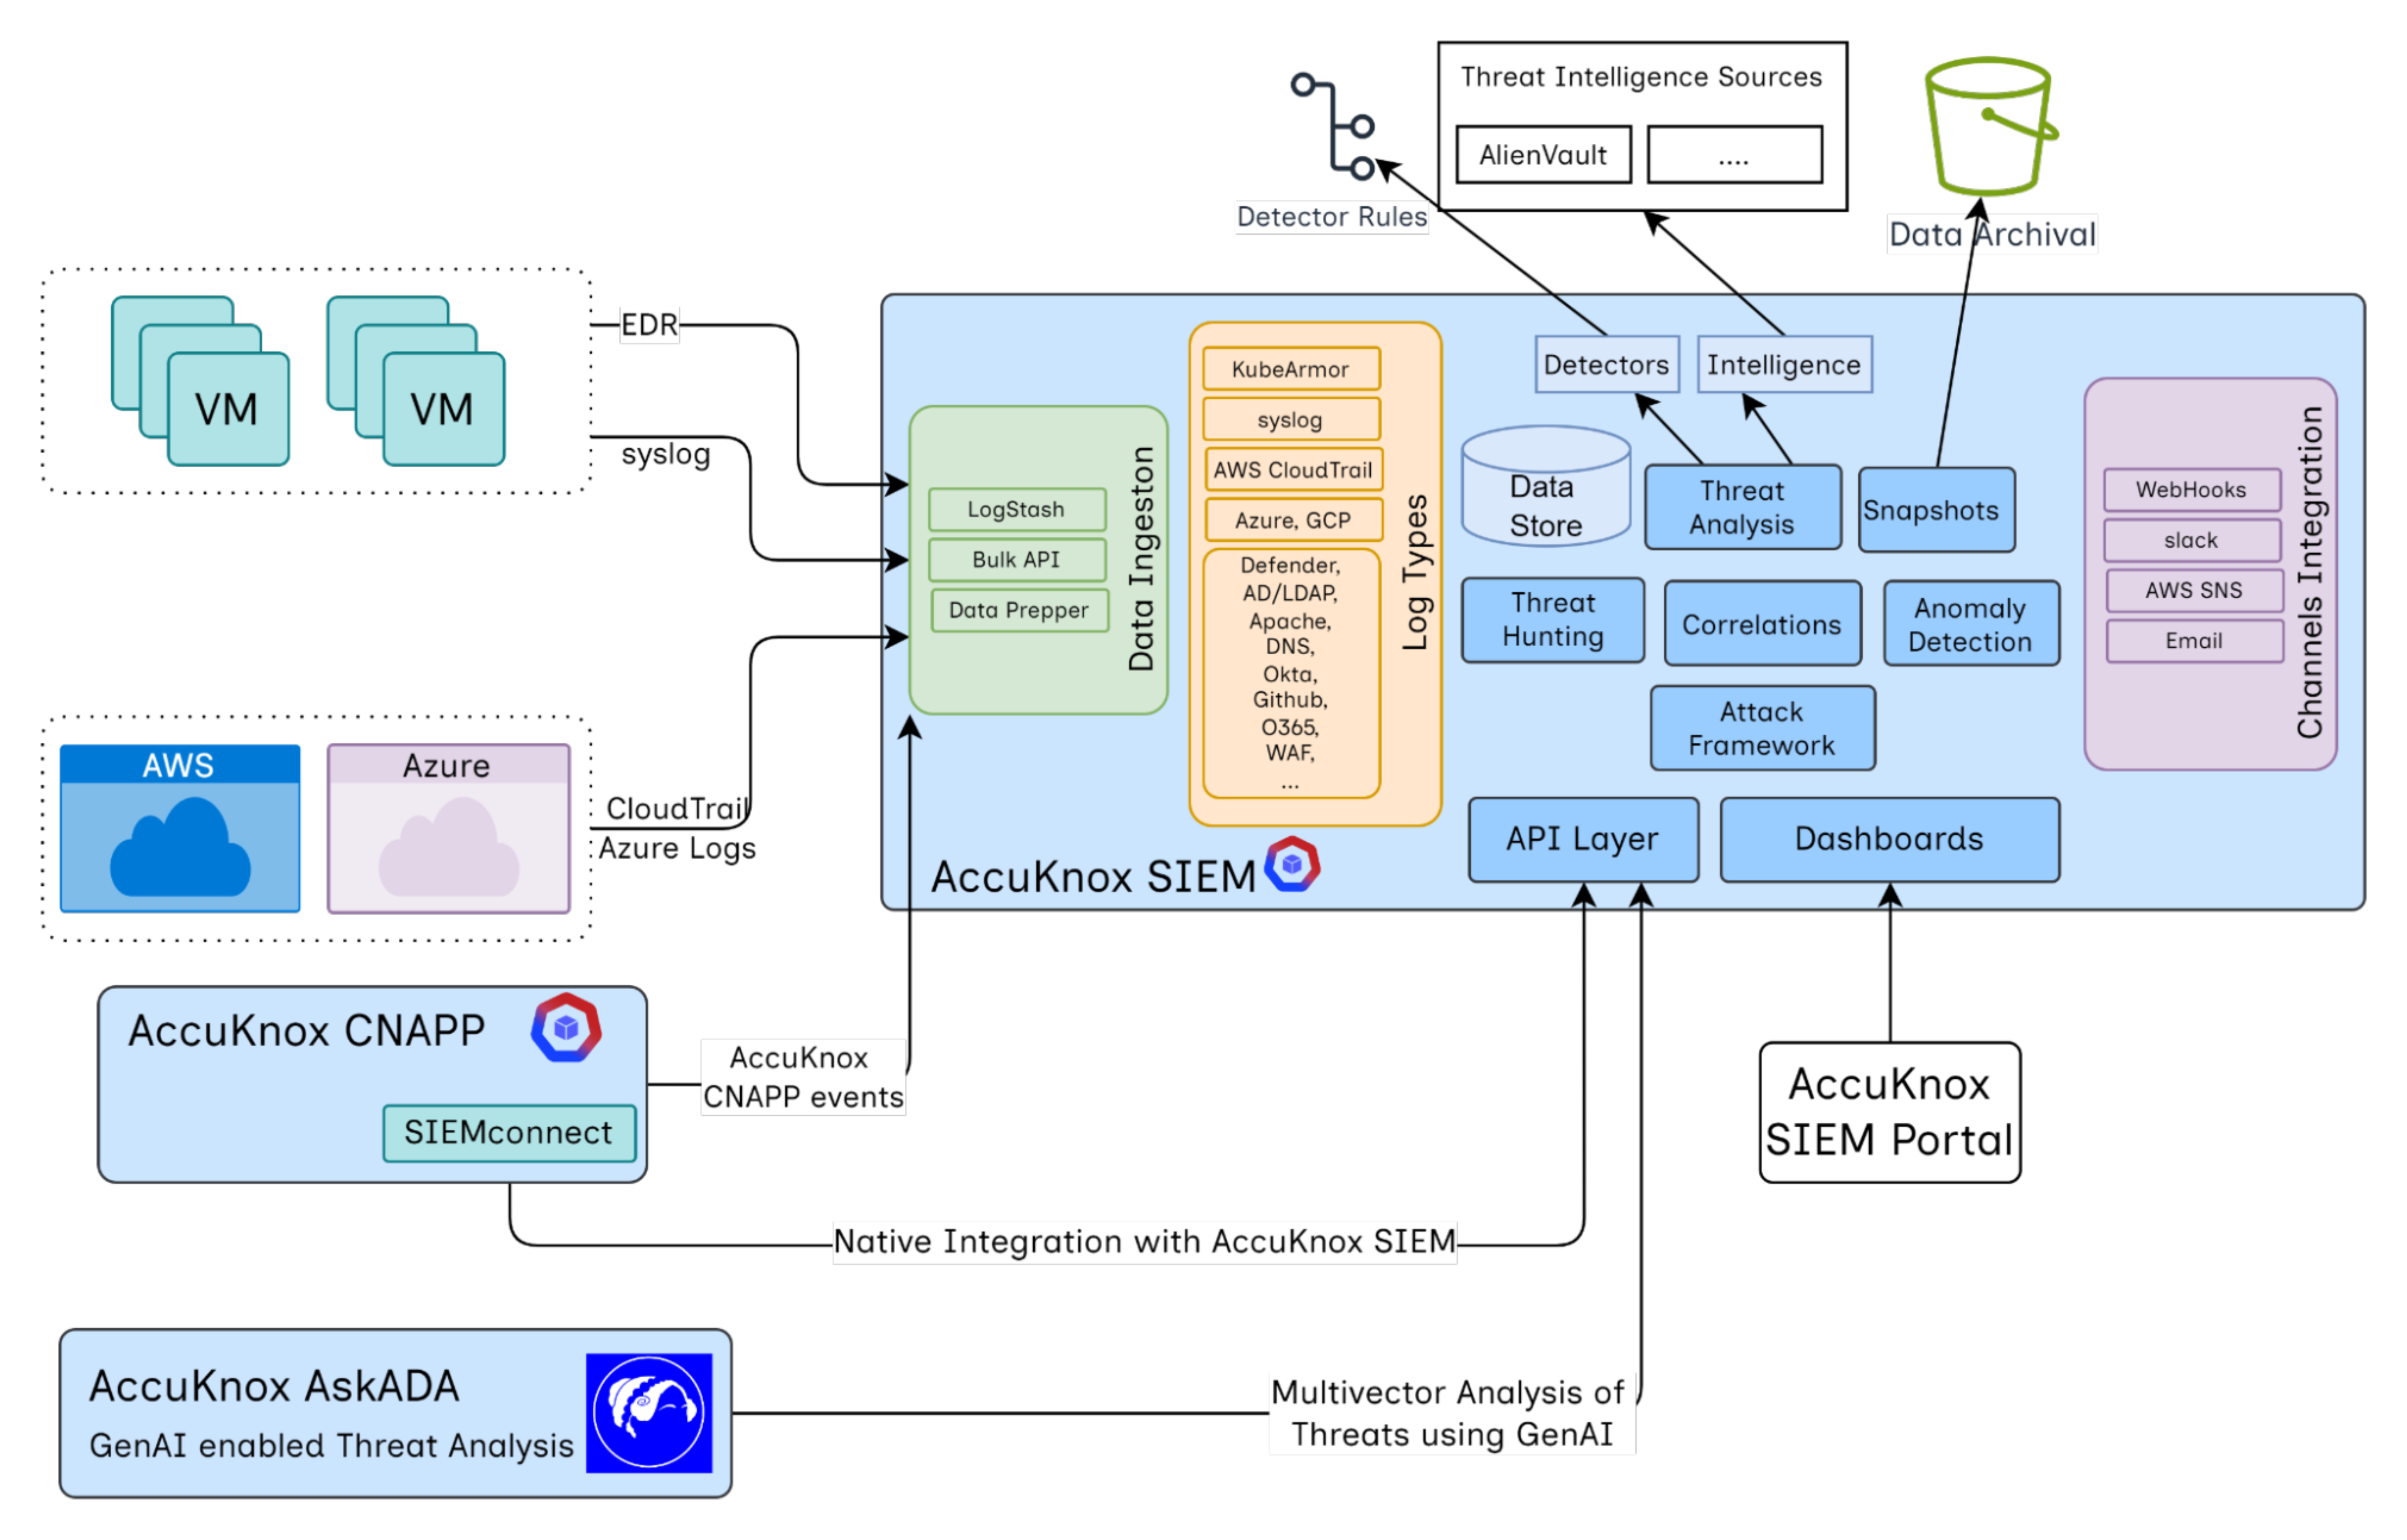 Threat Intelligence Sources
AlienVault
....
Detector Rules
Data Archival
VM
VM
EDR
syslog
AWS
Azure
CloudTrail
Azure Logs
LogStash
Bulk API
Data Prepper
Data Ingeston
KubeArmor
syslog
AWS CloudTrail
Azure, GCP
Defender,
AD/LDAP,
Apache,
DNS,
Okta,
Github,
O365,
WAF,
...
Log Types
Detectors
Intelligence
Data
Store
Threat
Analysis
Snapshots
Threat
Hunting
Correlations
Anomaly
Detection
Attack
Framework
API Layer
Dashboards
WebHooks
slack
AWS SNS
Email
Channels Integration
AccuKnox SIEM
AccuKnox CNAPP
SIEMconnect
AccuKnox
CNAPP events
AccuKnox
SIEM Portal
Native Integration with AccuKnox SIEM
AccuKnox AskADA
GenAI enabled Threat Analysis
Multivector Analysis of
Threats using GenAI